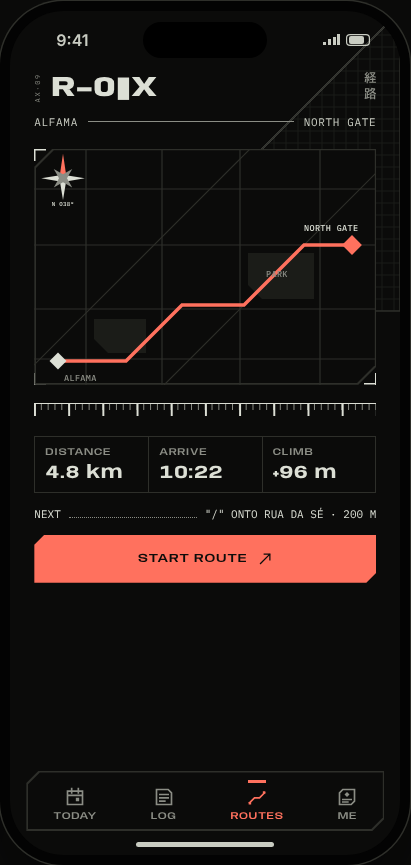 9:41
AX·09
R-01X
経路
ALFAMA
NORTH GATE
N 038°
NORTH GATE
PARK
ALFAMA
DISTANCE
4.8 km
ARRIVE
10:22
CLIMB
+96 m
NEXT
"/" ONTO RUA DA SÉ · 200 M
START ROUTE
TODAY
LOG
ROUTES
ME